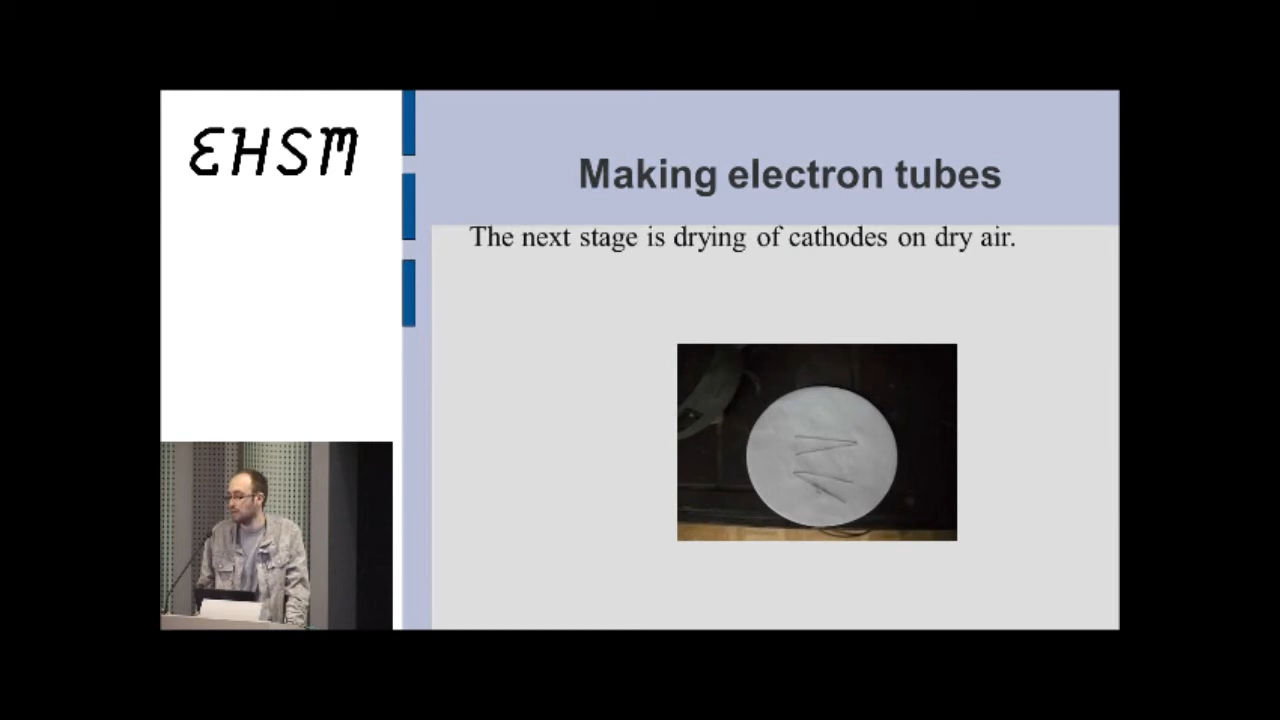 EHSM
Making electron tubes
The next stage is drying of cathodes on dry air.